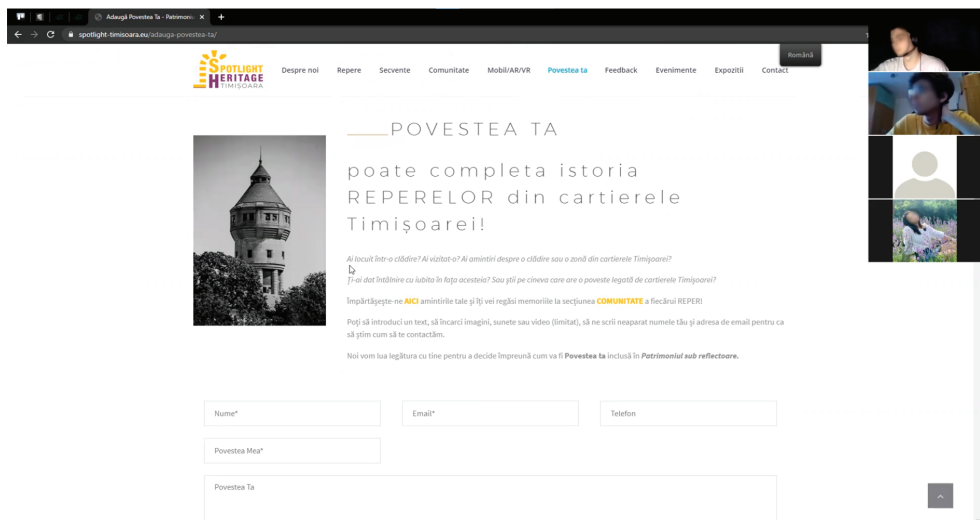 Adaugă Povestea Ta - Patrimoniu
spotlight-timisoara.eu/adauga-povestea-ta/
Română
SPOTLIGHT
HERITAGE
TIMIȘOARA
Despre noi Repere Secvente Comunitate Mobil/AR/VR Povestea ta Feedback Evenimente Expozitii Contact
POVESTEA TA
poate completa istoria
REPERELOR din cartierele
Timișoarei!
Ai locuit într-o clădire? Ai vizitat-o? Ai amintiri despre o clădire sau o zonă din cartierele Timișoarei?
Ți-ai dat întâlnire cu iubita în fața acesteia? Sau știi pe cineva care are o poveste legată de cartierele Timișoarei?
Împărtășește-ne AICI amintirile tale și îți vei regăsi memoriile la secțiunea COMUNITATE a fiecărui REPER!
Poți să introduci un text, să încarci imagini, sunete sau video (limitat), să ne scrii neaparat numele tău și adresa de email pentru ca
să știm cum să te contactăm.
Noi vom lua legătura cu tine pentru a decide împreună cum va fi Povestea ta inclusă în Patrimoniul sub reflectoare.
Nume* Email* Telefon
Povestea Mea*
Povestea Ta